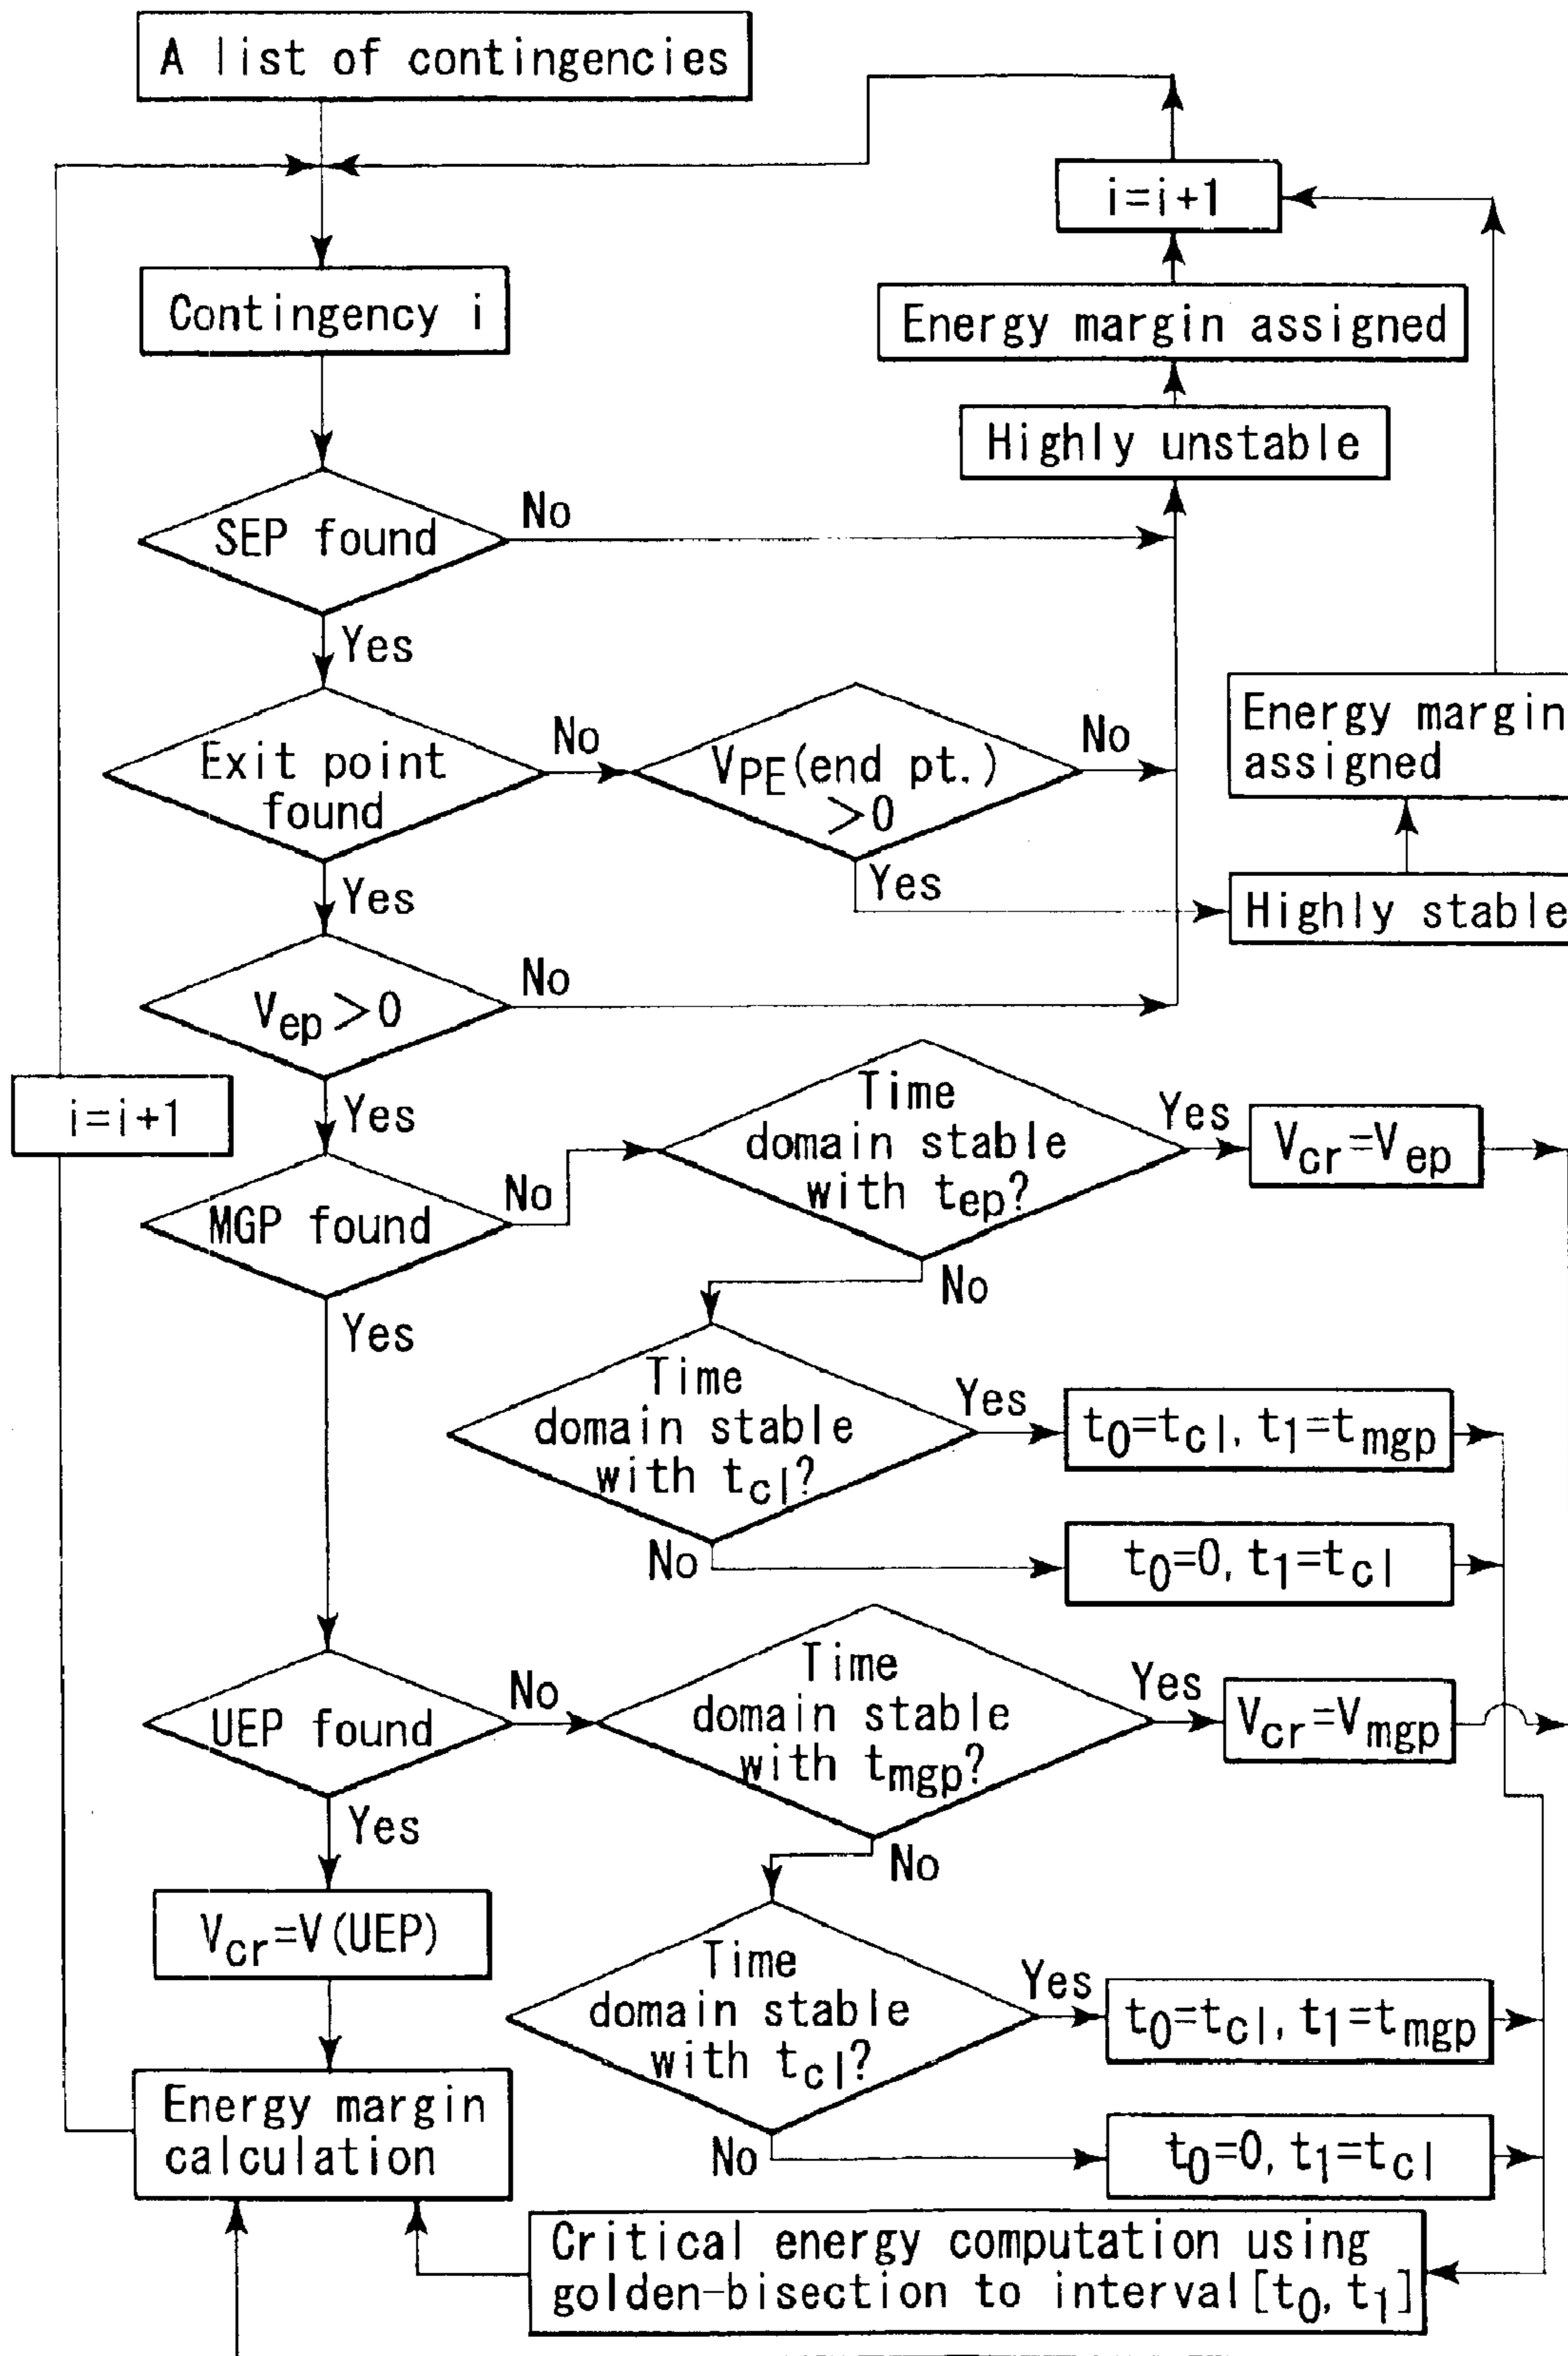 A list of contingencies
i=i+1
Contingency i
Energy margin assigned
Highly unstable
SEP found
No
Yes
Exit point
found
No
VPE(end pt.)
>0
No
Energy margin
assigned
Yes
Yes
Highly stable
Vep>0
No
i=i+1
Yes
Time
domain stable
with tep?
Yes
Vcr=Vep
MGP found
No
No
Yes
Time
domain stable
with tcl?
Yes
t0=tcl, t1=tmgp
No
t0=0, t1=tcl
UEP found
No
Time
domain stable
with tmgp?
Yes
Vcr=Vmgp
Yes
No
Vcr=V(UEP)
Time
domain stable
with tcl?
Yes
t0=tcl, t1=tmgp
Energy margin
calculation
No
t0=0, t1=tcl
Critical energy computation using
golden-bisection to interval[t0, t1]